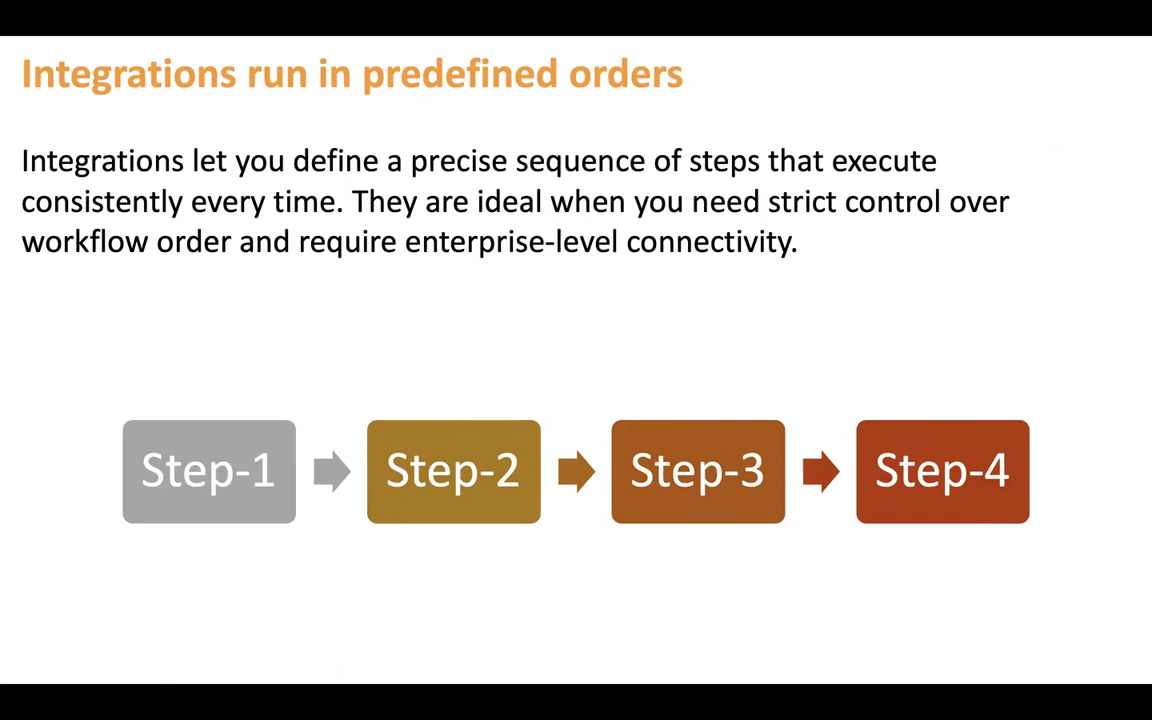 Integrations run in predefined orders
Integrations let you define a precise sequence of steps that execute
consistently every time. They are ideal when you need strict control over
workflow order and require enterprise-level connectivity.
Step-1
Step-2
Step-3
Step-4